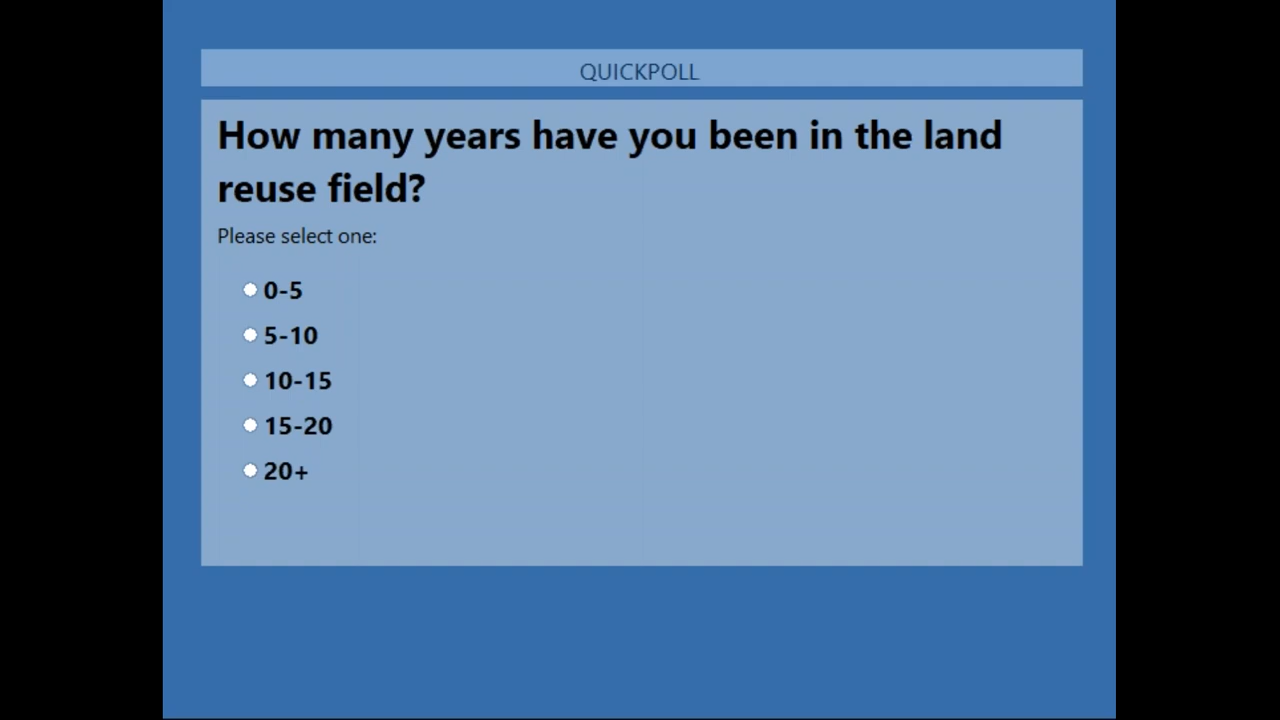 QUICKPOLL
How many years have you been in the land
reuse field?
Please select one:
0-5
5-10
10-15
15-20
20+